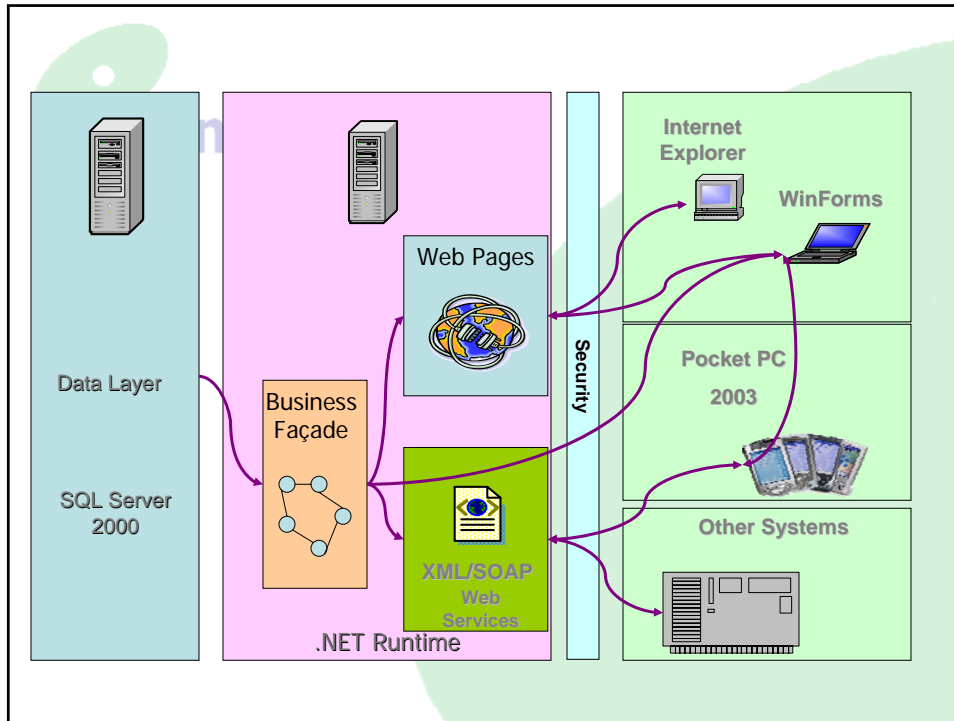 Data Layer
SQL Server
2000
Web Pages
Business
Façade
XML/SOAP
Web
Services
.NET Runtime
Security
Internet
Explorer
WinForms
Pocket PC
2003
Other Systems